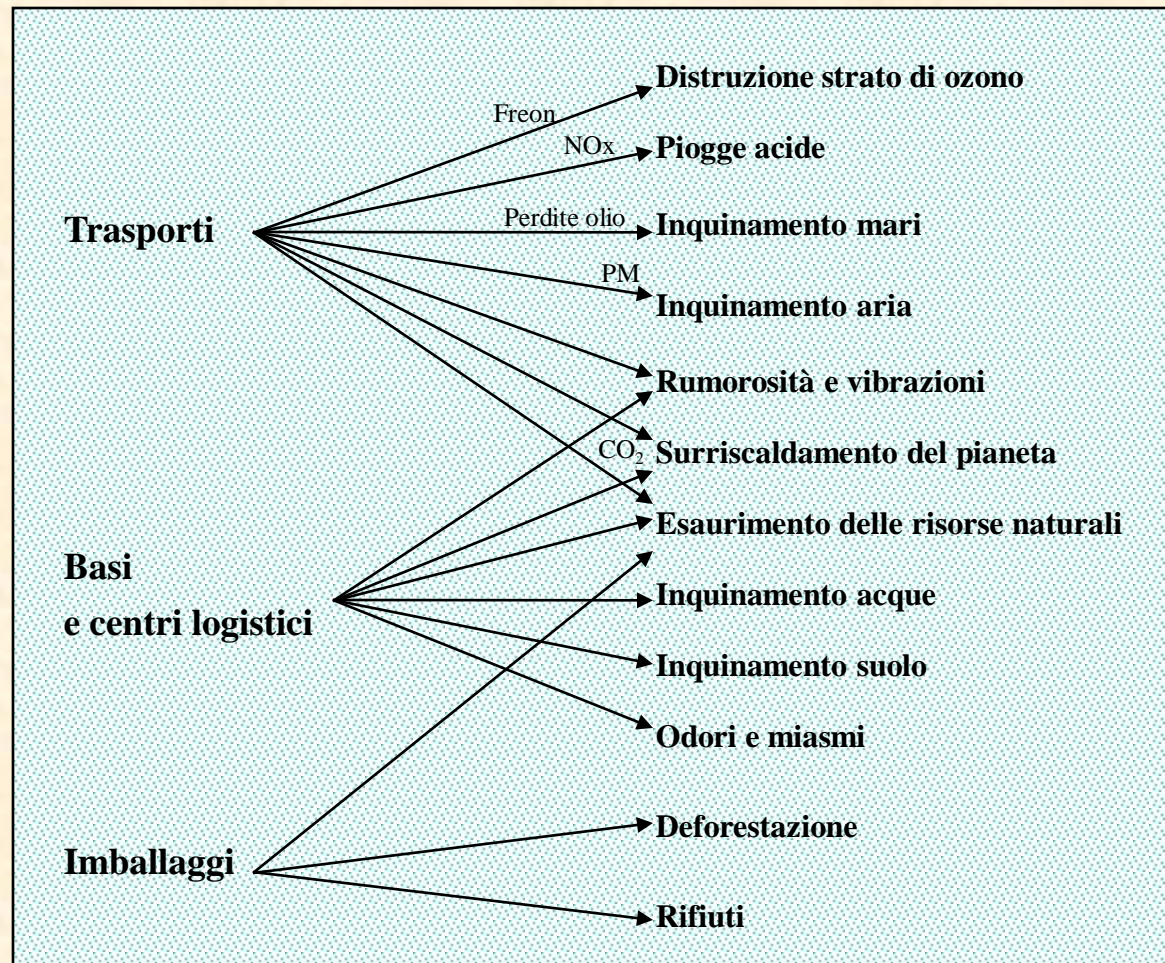 Distruzione strato di ozono
Freon
NOx
Piogge acide
Trasporti
Perdite olio
Inquinamento mari
PM
Inquinamento aria
Rumorosità e vibrazioni
CO₂
Surriscaldamento del pianeta
Esaurimento delle risorse naturali
Basi
e centri logistici
Inquinamento acque
Inquinamento suolo
Odori e miasmi
Deforestazione
Imballaggi
Rifiuti